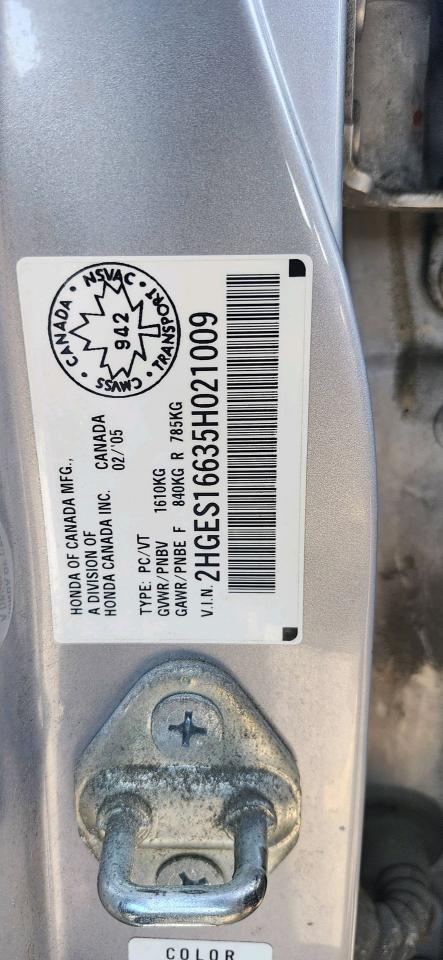 HONDA OF CANADA MFG.,
A DIVISION OF
HONDA CANADA INC. CANADA
02/'05
TYPE: PC/VT
GVWR/PNBV 1610KG
GAWR/PNBE F 840KG R 785KG
V.I.N. 2HGES16635H021009
CANADA · NSVAC · TRANSPORT · CMVSS ·
942
COLOR